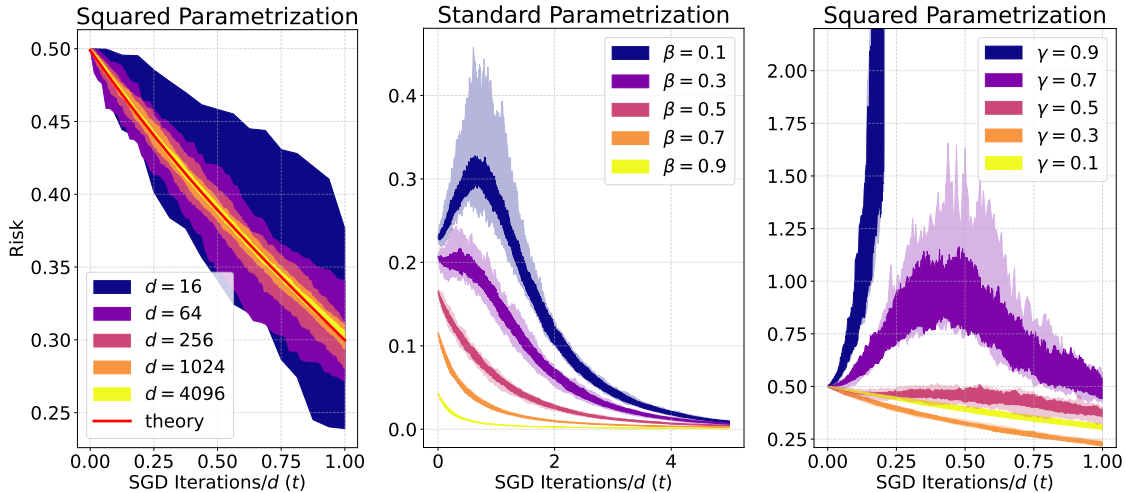 Squared Parametrization
0.50
0.45
0.40
0.35
0.30
0.25
Risk
d = 16
d = 64
d = 256
d = 1024
d = 4096
theory
0.00 0.25 0.50 0.75 1.00
SGD Iterations/d (t)
Standard Parametrization
0.4
0.3
0.2
0.1
0.0
β = 0.1
β = 0.3
β = 0.5
β = 0.7
β = 0.9
0 2 4
SGD Iterations/d (t)
Squared Parametrization
2.00
1.75
1.50
1.25
1.00
0.75
0.50
0.25
γ = 0.9
γ = 0.7
γ = 0.5
γ = 0.3
γ = 0.1
0.00 0.25 0.50 0.75 1.00
SGD Iterations/d (t)